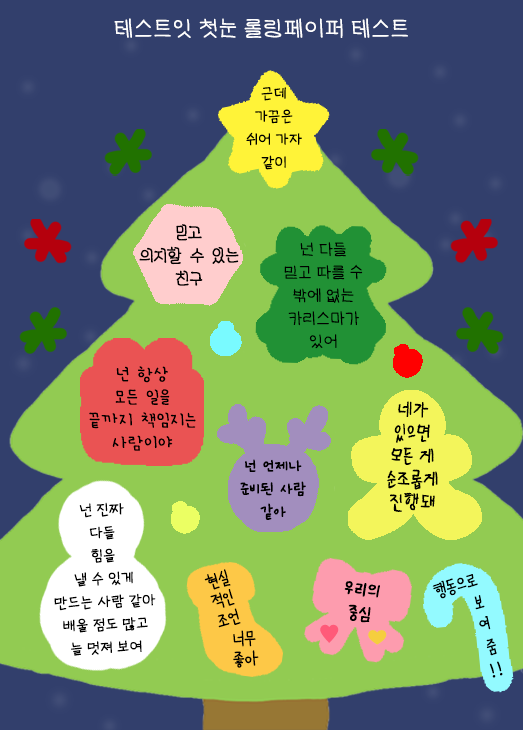 테스트잇 첫눈 롤링페이퍼 테스트
근데
가끔은
쉬어 가자
같이
믿고
의지할 수 있는
친구
넌 다들
믿고 따를 수
밖에 없는
카리스마가
있어
넌 항상
모든 일을
끝까지 책임지는
사람이야
넌 언제나
준비된 사람
같아
네가
있으면
모든 게
순조롭게
진행돼
넌 진짜
다들
힘을
낼 수 있게
만드는 사람 같아
배울 점도 많고
늘 멋져 보여
현실
적인
조언
너무
좋아
우리의
중심
행동으로
보
여
줌
!!